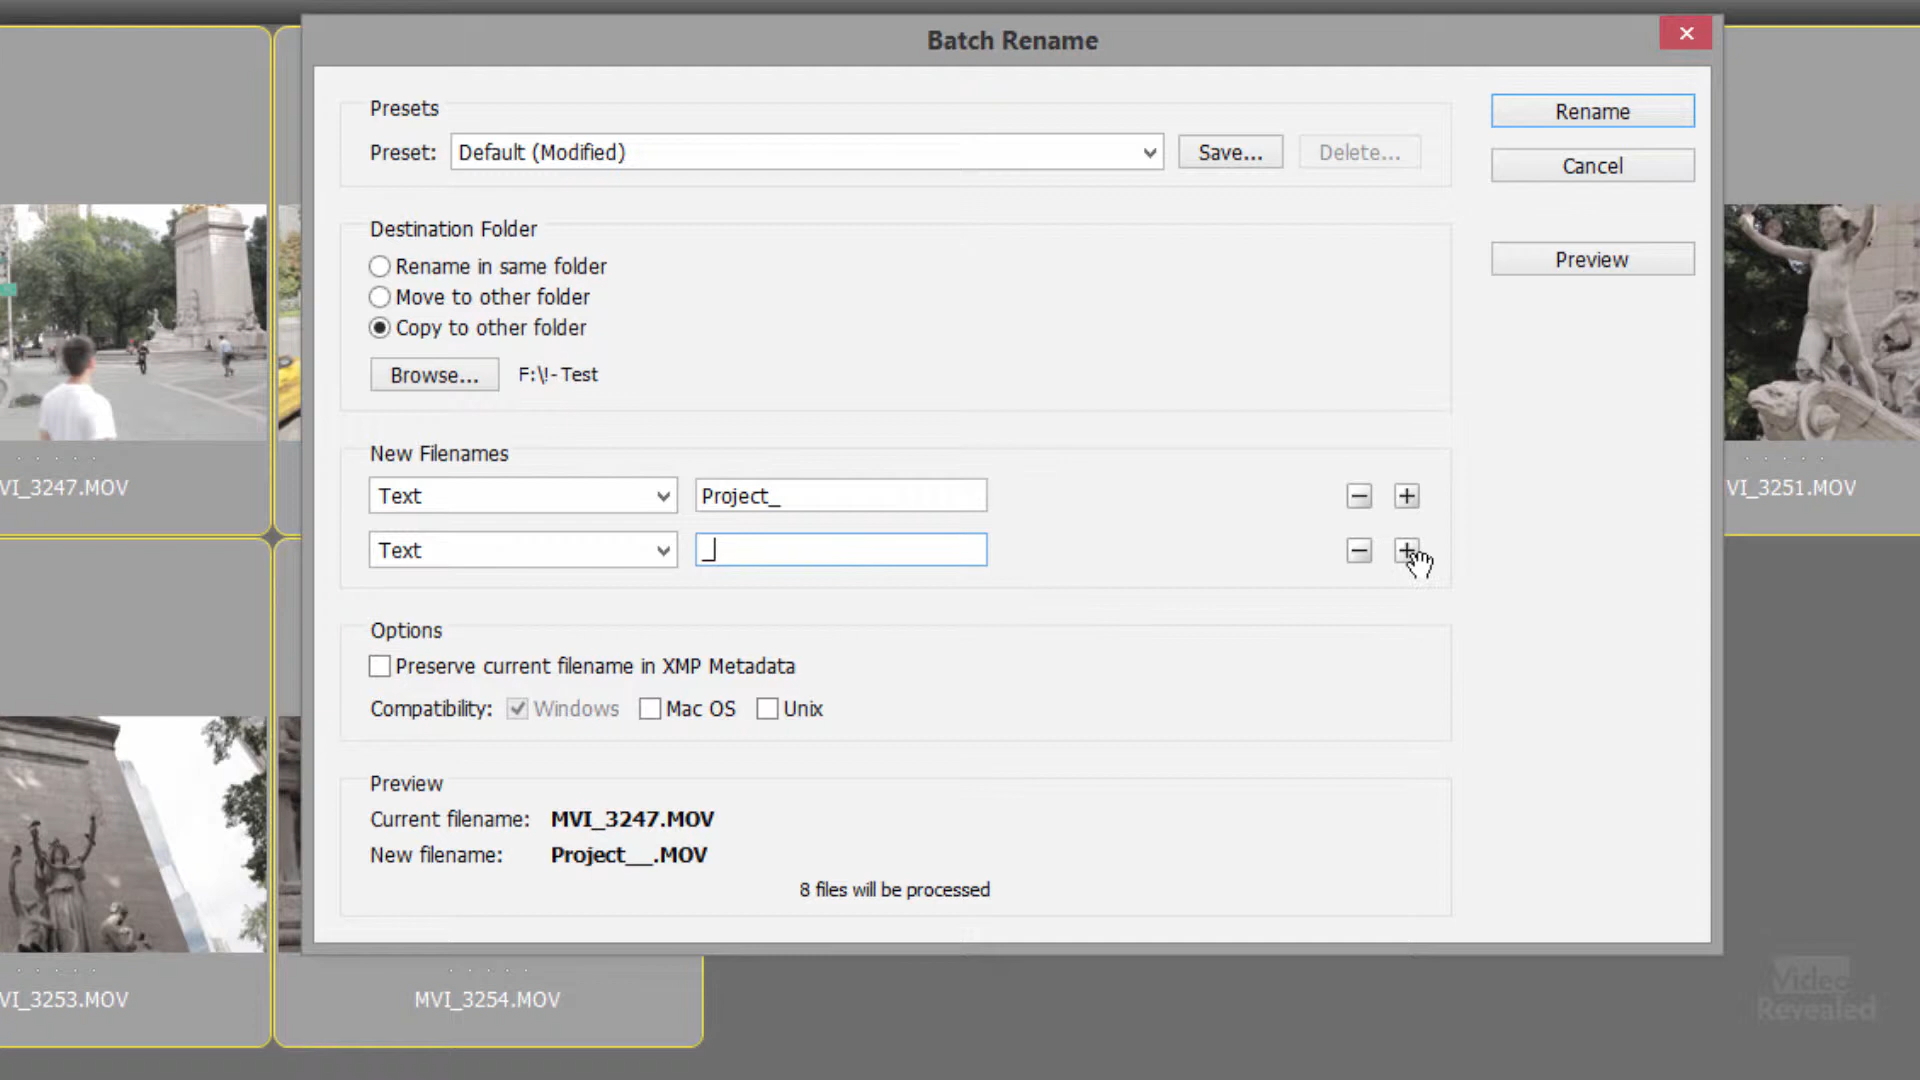 Batch Rename
Presets
Preset: Default (Modified) Save... Delete...
Rename
Cancel
Preview
Destination Folder
Rename in same folder
Move to other folder
Copy to other folder
Browse... F:\!-Test
New Filenames
Text Project_
Text _
Options
Preserve current filename in XMP Metadata
Compatibility: Windows Mac OS Unix
Preview
Current filename: MVI_3247.MOV
New filename: Project__.MOV
8 files will be processed
VI_3247.MOV
VI_3251.MOV
VI_3253.MOV
MVI_3254.MOV
Video
Revealed